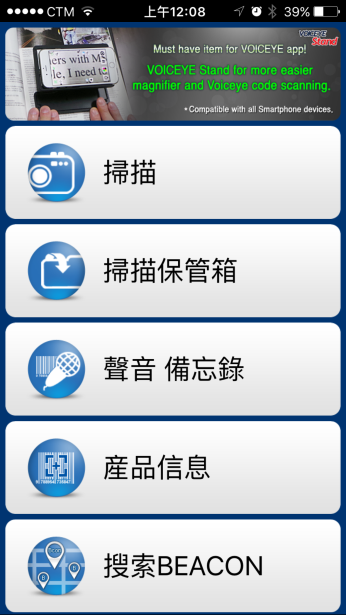 CTM
上午12:08
39%
VOICEYE
Stand
ers with M
le, I need t
Must have item for VOICEYE app!
VOICEYE Stand for more easier
magnifier and Voiceye code scanning.
• Compatible with all Smartphone devices.
掃描
掃描保管箱
聲音 備忘錄
産品信息
搜索BEACON